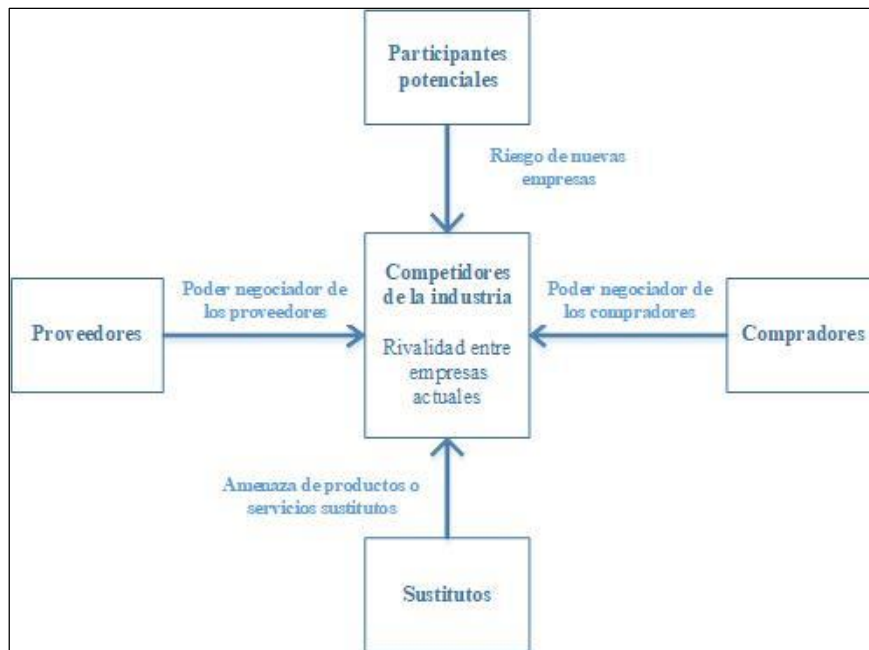 Participantes
potenciales
Riesgo de nuevas
empresas
Proveedores
Poder negociador de
los proveedores
Competidores
de la industria
Rivalidad entre
empresas
actuales
Poder negociador de
los compradores
Compradores
Amenaza de productos o
servicios sustitutos
Sustitutos